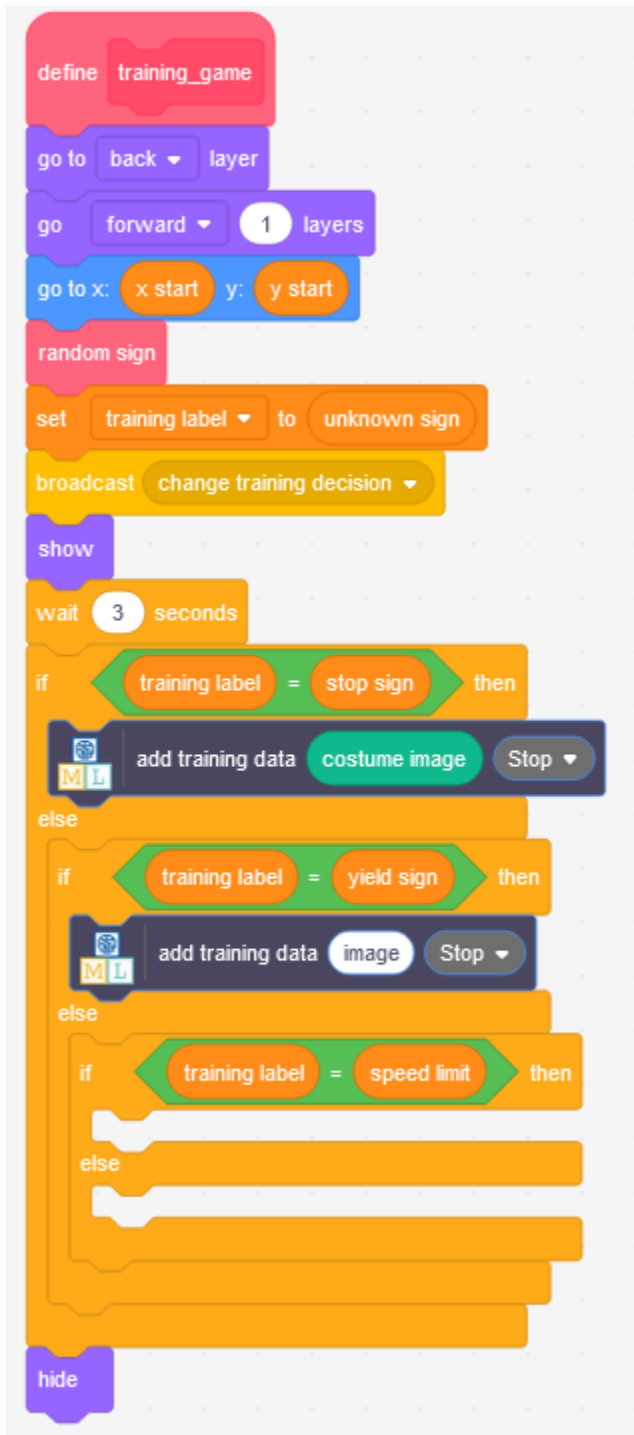 define training_game
go to back layer
go forward 1 layers
go to x: x start y: y start
random sign
set training label to unknown sign
broadcast change training decision
show
wait 3 seconds
if training label = stop sign then
ML add training data costume image Stop
else
if training label = yield sign then
ML add training data image Stop
else
if training label = speed limit then
else
hide